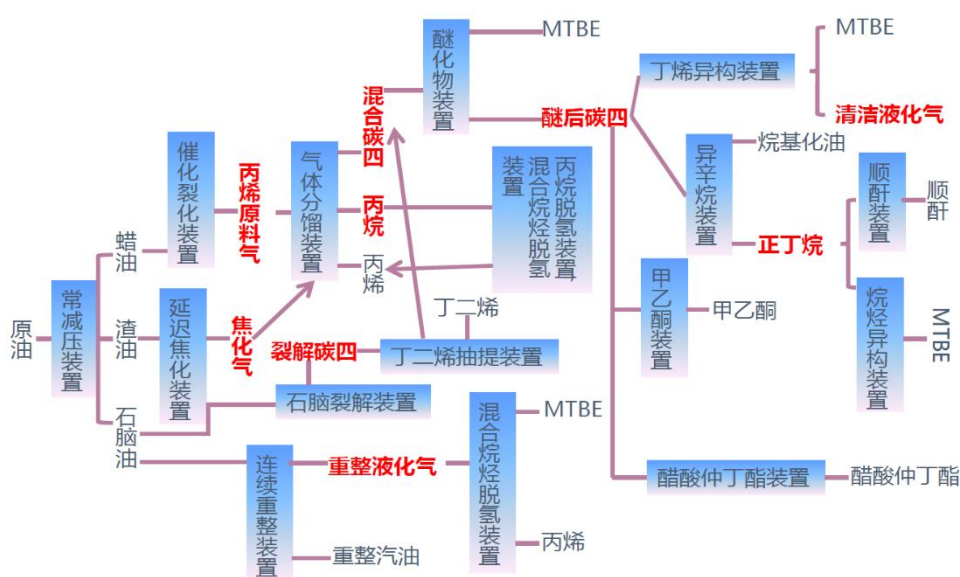 原油
常减压装置
蜡油
渣油
石脑油
催化裂化装置
延迟焦化装置
丙烯原料气
焦化气
气体分馏装置
混合碳四
丙烷
丙烯
裂解碳四
石脑裂解装置
丁二烯
丁二烯抽提装置
连续重整装置
重整液化气
重整汽油
混合烷烃脱氢装置
MTBE
丙烯
醚化物装置
MTBE
醚后碳四
丙烷脱氢装置,
混合烷烃脱氢
装置
丁烯异构装置
MTBE
清洁液化气
异辛烷装置
烷基化油
正丁烷
顺酐装置
顺酐
烷烃异构装置
MTBE
甲乙酮装置
甲乙酮
醋酸仲丁酯装置
醋酸仲丁酯